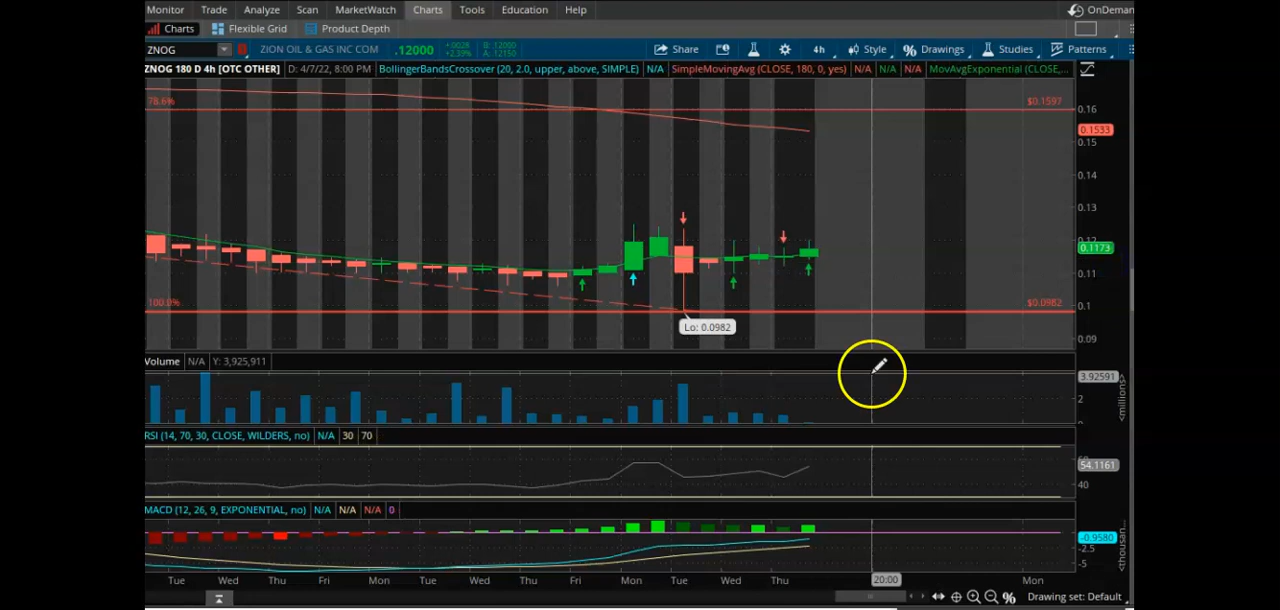 Monitor Trade Analyze Scan MarketWatch Charts Tools Education Help OnDeman
Charts Flexible Grid Product Depth
ZNOG ZION OIL & GAS INC COM .12000 Share 4h Style % Drawings Studies Patterns
ZNOG 180 D 4h [OTC OTHER] D: 4/7/22, 8:00 PM BollingerBandsCrossover (20, 2.0, upper, above, SIMPLE) N/A SimpleMovingAvg (CLOSE, 180, 0, yes) N/A N/A N/A MovAvgExponential (CLOSE,...
78.6% $0.1597
0.16
0.1533
0.15
0.14
0.13
0.12
0.1173
0.11
100.0% $0.0982
0.1
Lo: 0.0982
0.09
Volume N/A Y: 3,925,911
3.92591
2
0
<millions>
RSI (14, 70, 30, CLOSE, WILDERS, no) N/A 30 70
54.1161
40
MACD (12, 26, 9, EXPONENTIAL, no) N/A N/A N/A 0
-0.9580
-2.5
-5
<thousan...
Tue Wed Thu Fri Mon Tue Wed Thu Fri Mon Tue Wed Thu 20:00 Mon
% Drawing set: Default